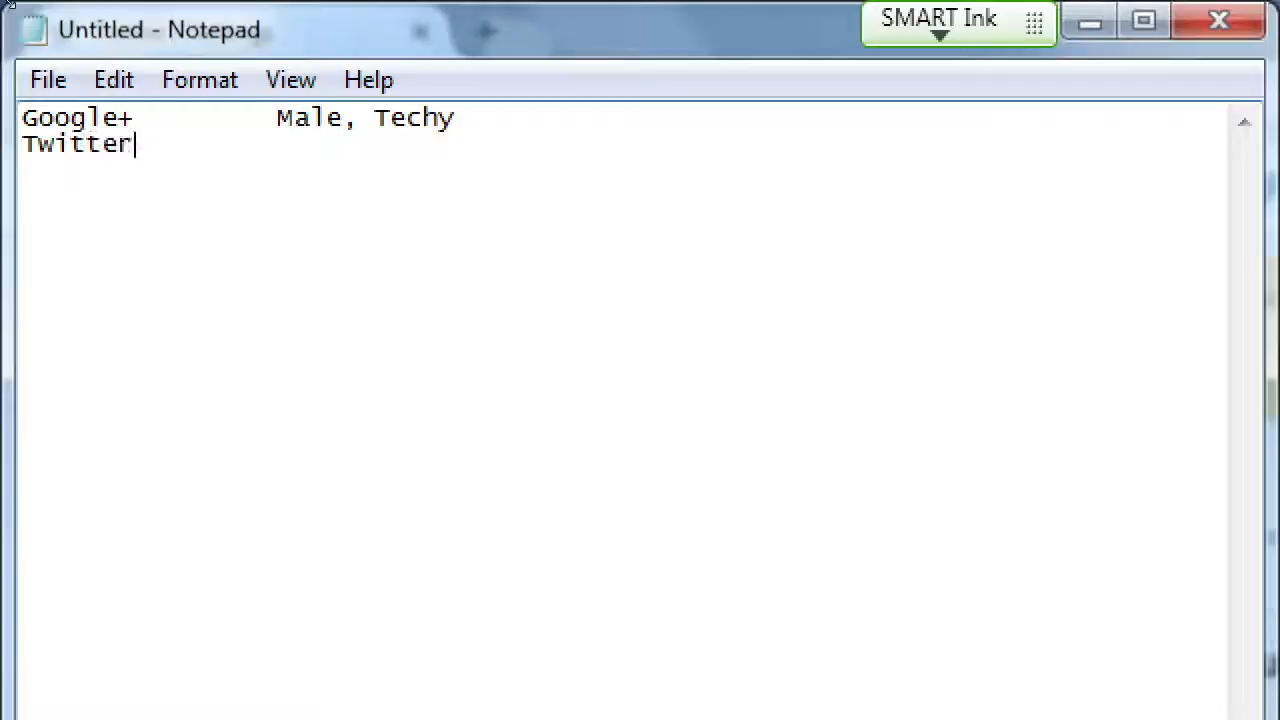 Untitled - Notepad
SMART Ink
File Edit Format View Help
Google+ Male, Techy
Twitter